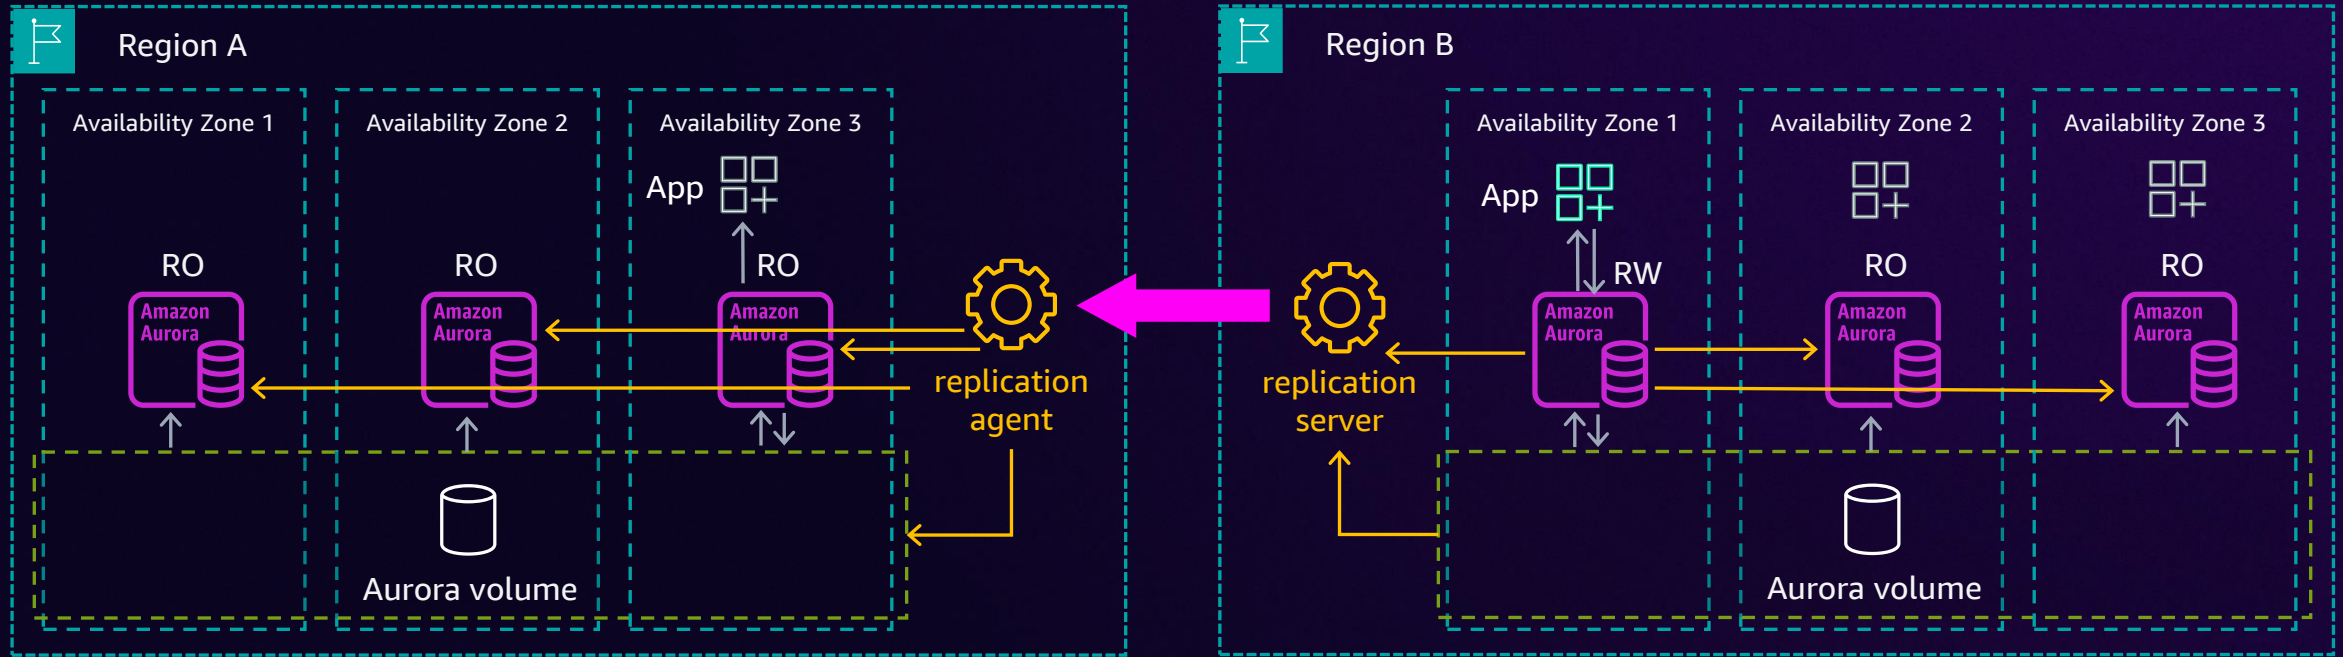 Region A
Availability Zone 1
Availability Zone 2
Availability Zone 3
App
RO
RO
RO
Amazon
Aurora
Amazon
Aurora
Amazon
Aurora
replication
agent
Aurora volume
Region B
Availability Zone 1
Availability Zone 2
Availability Zone 3
App
RW
RO
RO
replication
server
Amazon
Aurora
Amazon
Aurora
Amazon
Aurora
Aurora volume